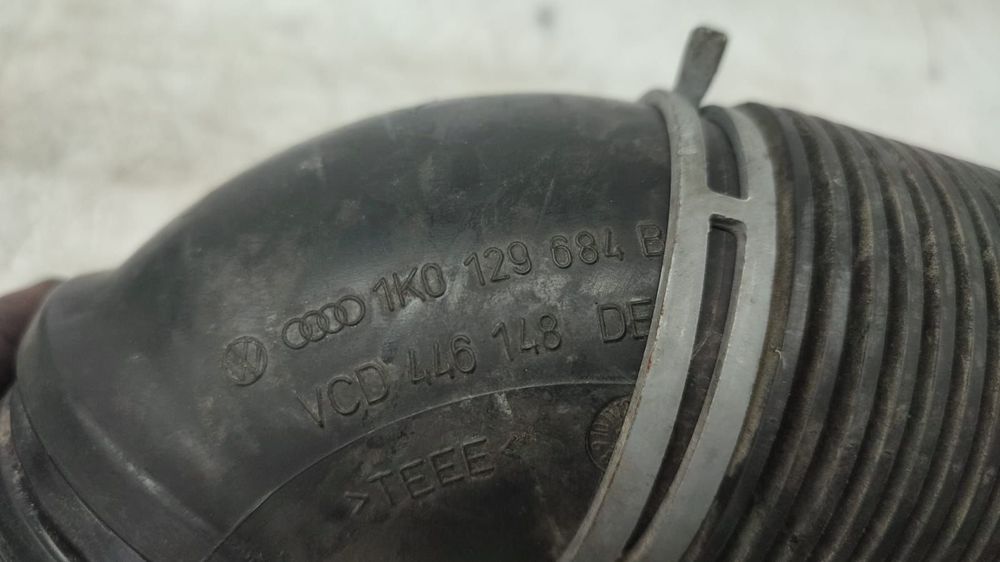 1K0 129 684 B
VCD 446 148 DE
>TEEE<